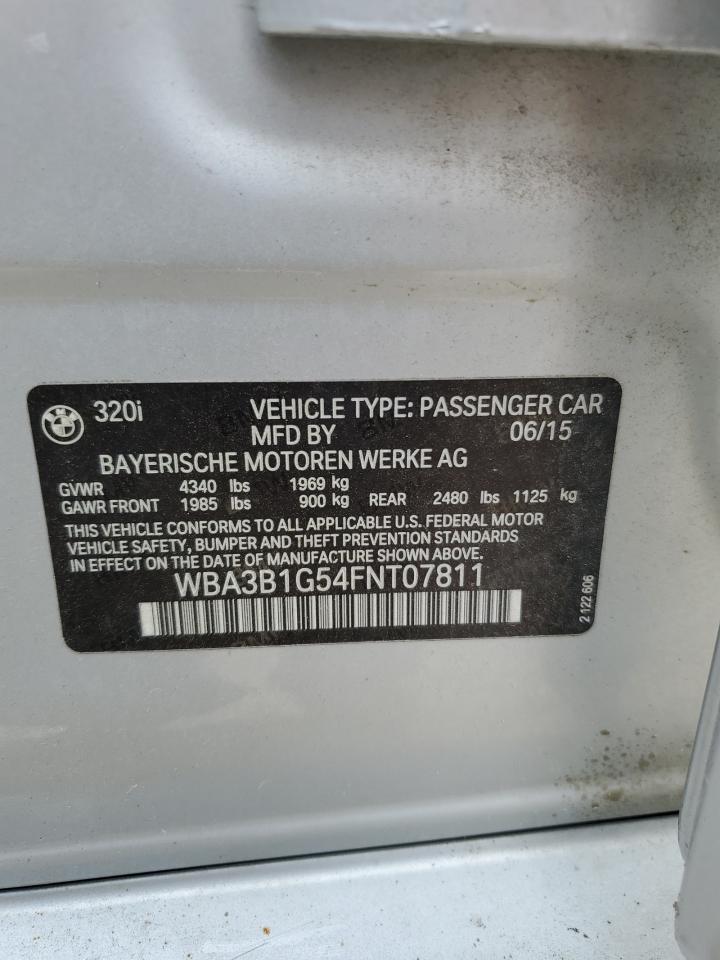 320i VEHICLE TYPE: PASSENGER CAR
MFD BY 06/15
BAYERISCHE MOTOREN WERKE AG
GVWR 4340 lbs 1969 kg
GAWR FRONT 1985 lbs 900 kg REAR 2480 lbs 1125 kg
THIS VEHICLE CONFORMS TO ALL APPLICABLE U.S. FEDERAL MOTOR
VEHICLE SAFETY, BUMPER AND THEFT PREVENTION STANDARDS
IN EFFECT ON THE DATE OF MANUFACTURE SHOWN ABOVE.
WBA3B1G54FNT07811
2 122 606